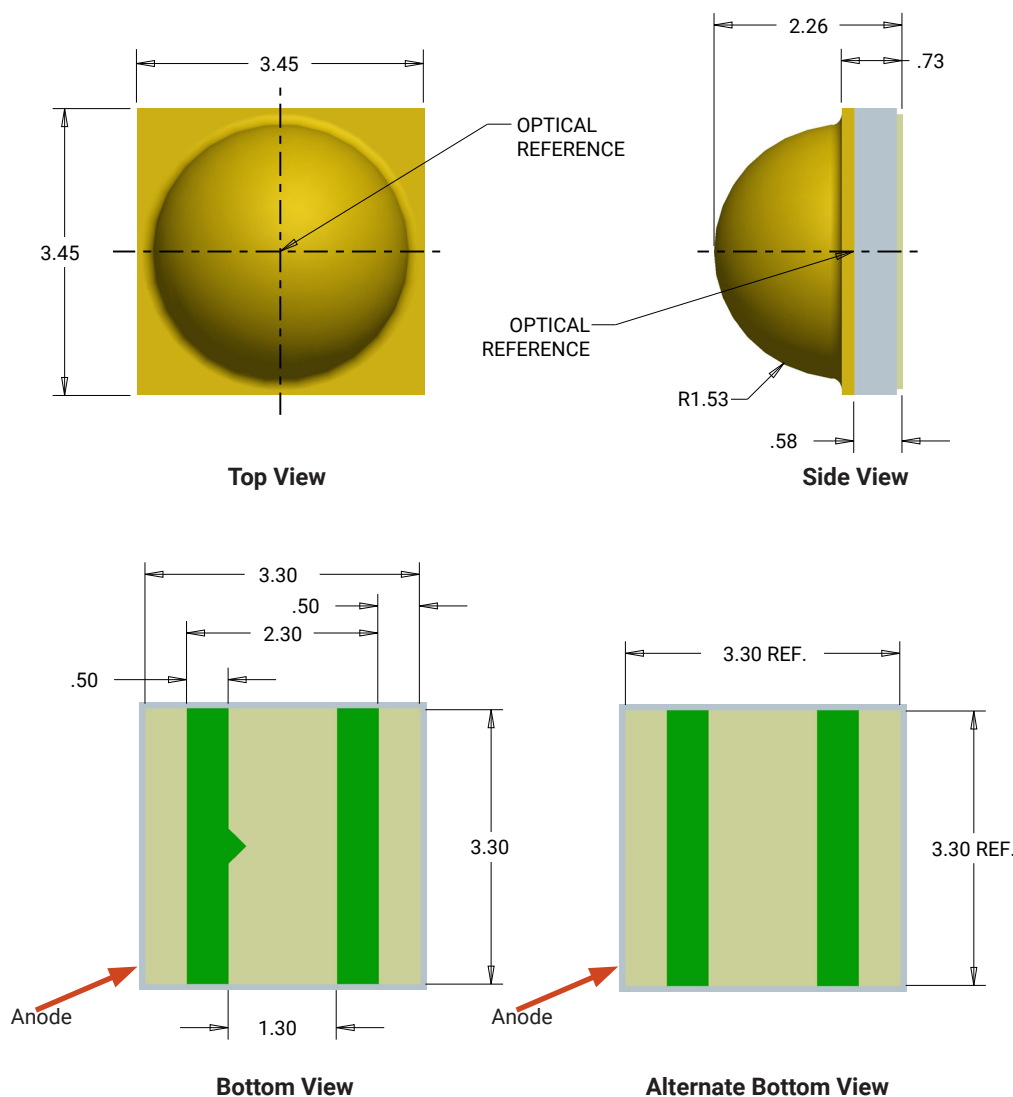 2.26
3.45
.73
OPTICAL
REFERENCE
3.45
OPTICAL
REFERENCE
R1.53
.58
Top View
Side View
3.30
.50
2.30
.50
3.30 REF.
3.30
3.30 REF.
Anode
Anode
1.30
Bottom View
Alternate Bottom View